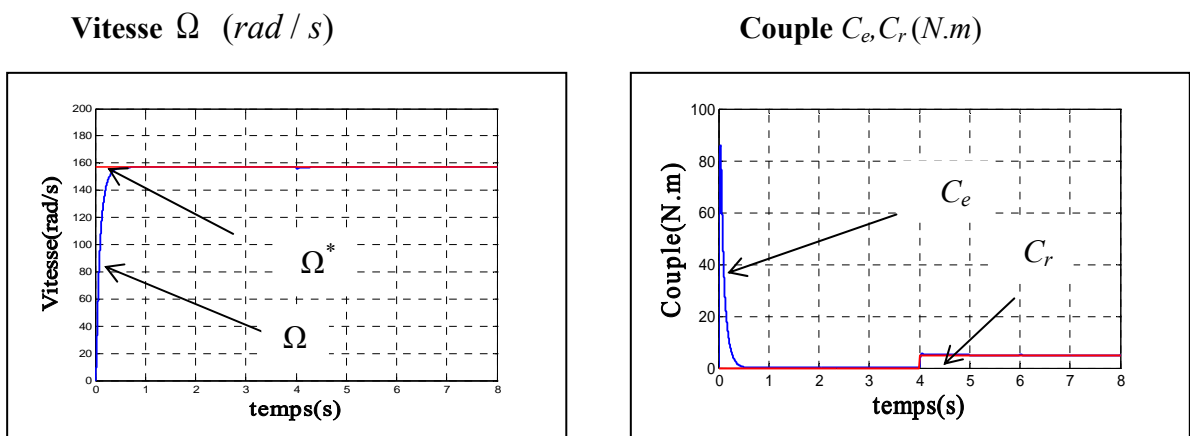 Vitesse Ω (rad / s)
Couple Ce,Cr (N.m)
200
180
160
140
120
100
80
60
40
20
0
Vitesse(rad/s)
Ω*
Ω
0 1 2 3 4 5 6 7 8
temps(s)
100
80
60
40
20
0
Couple(N.m)
Ce
Cr
0 1 2 3 4 5 6 7 8
temps(s)